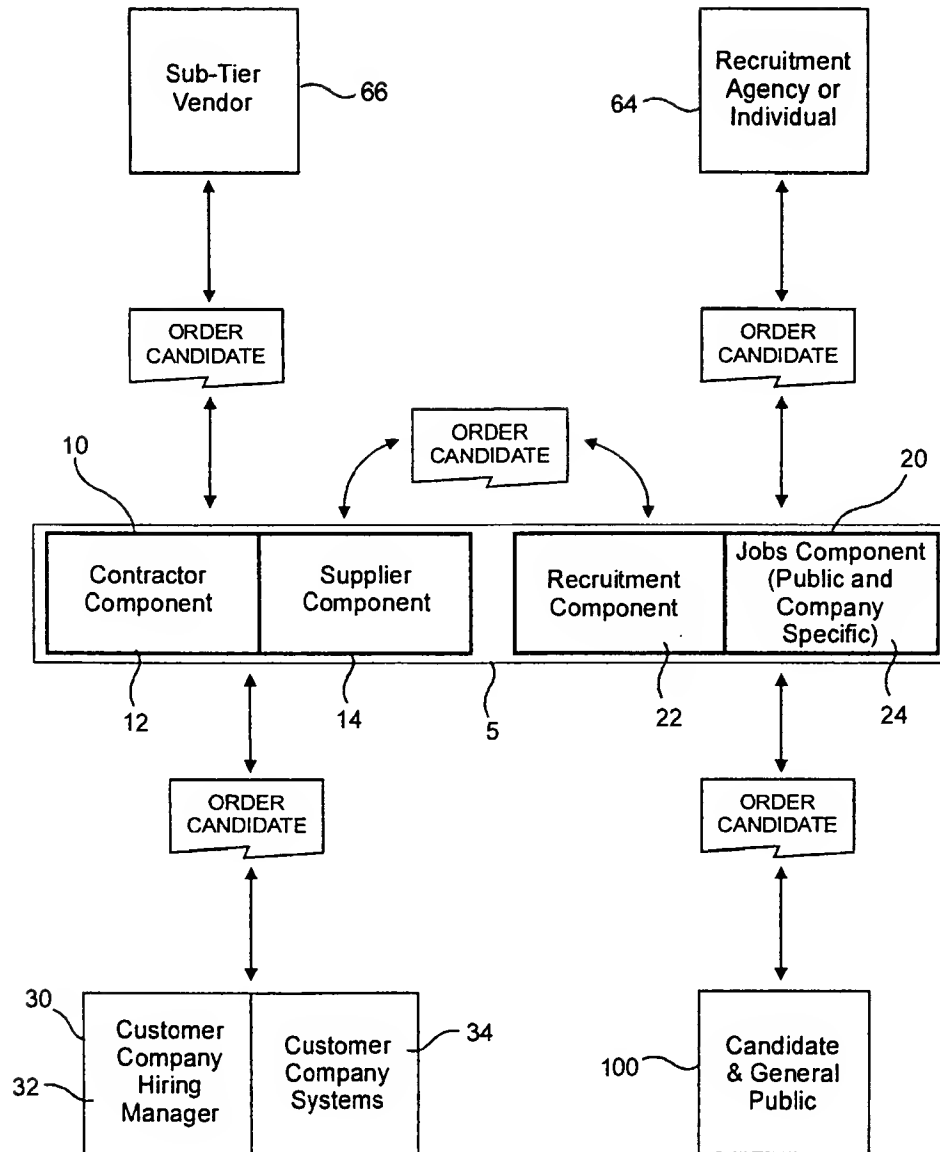 Sub-Tier
Vendor
66
Recruitment
Agency or
Individual
64
ORDER
CANDIDATE
ORDER
CANDIDATE
ORDER
CANDIDATE
10
20
Contractor
Component
Supplier
Component
Recruitment
Component
Jobs Component
(Public and
Company
Specific)
12
14
5
22
24
ORDER
CANDIDATE
ORDER
CANDIDATE
30
32
Customer
Company
Hiring
Manager
Customer
Company
Systems
34
100
Candidate
& General
Public